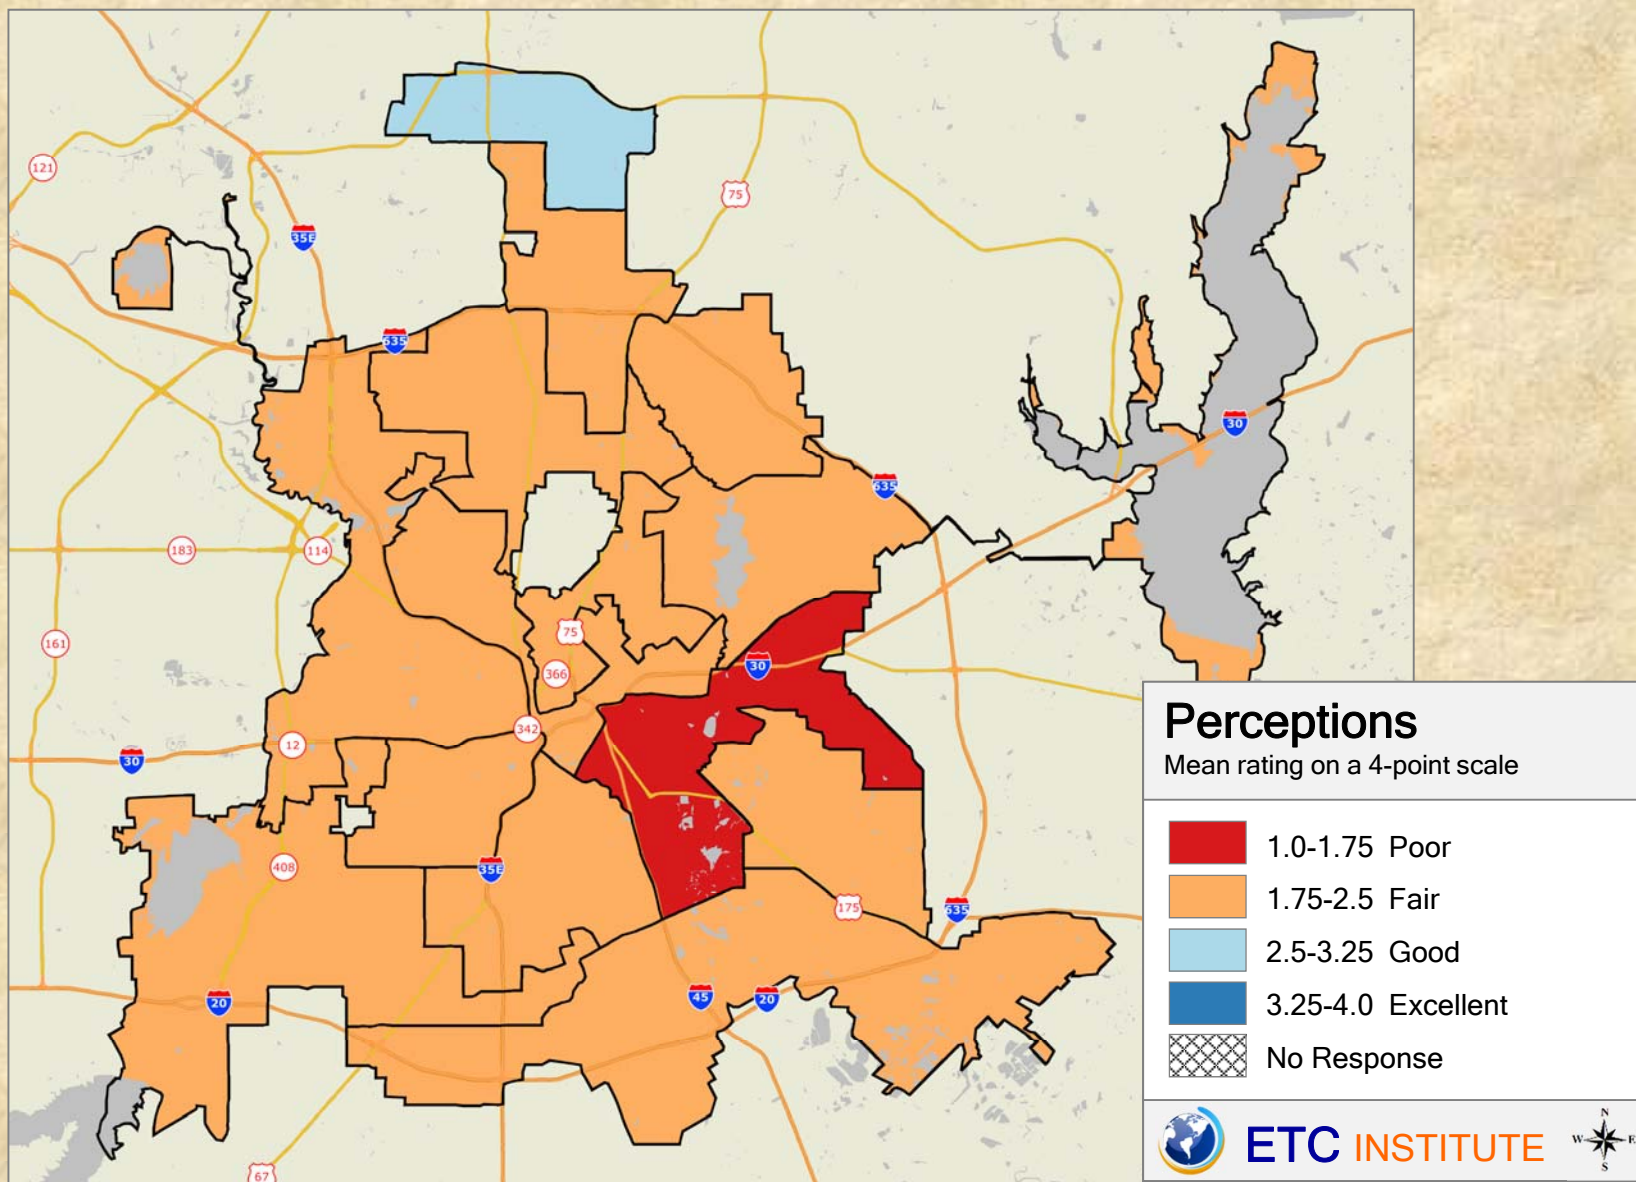 121
75
35E
635
30
635
183
114
161
75
30
366
342
12
30
408
35E
175
635
20
45
20
67
Perceptions
Mean rating on a 4-point scale
1.0-1.75 Poor
1.75-2.5 Fair
2.5-3.25 Good
3.25-4.0 Excellent
No Response
ETC INSTITUTE
N
W E
S